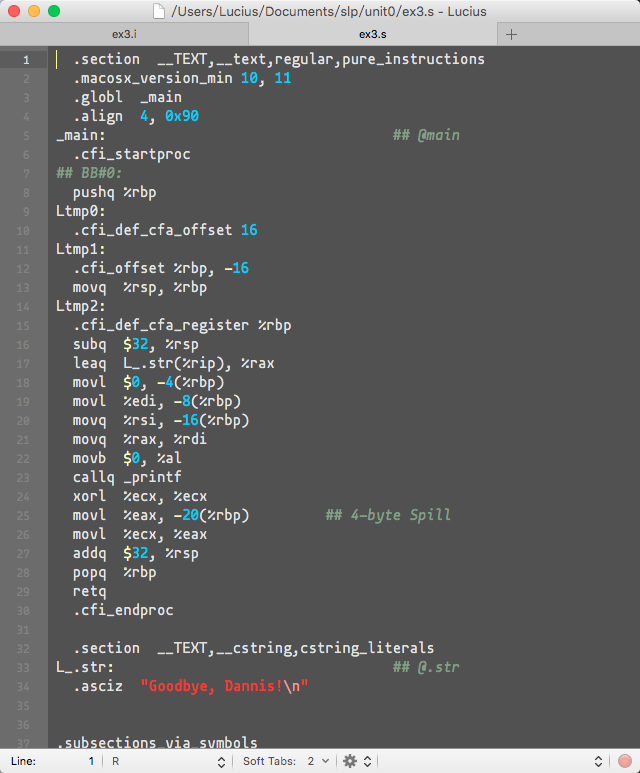 /Users/Lucius/Documents/slp/unit0/ex3.s - Lucius
ex3.i ex3.s
1 .section __TEXT,__text,regular,pure_instructions
2 .macosx_version_min 10, 11
3 .globl _main
4 .align 4, 0x90
5 _main: ## @main
6 .cfi_startproc
7 ## BB#0:
8 pushq %rbp
9 Ltmp0:
10 .cfi_def_cfa_offset 16
11 Ltmp1:
12 .cfi_offset %rbp, -16
13 movq %rsp, %rbp
14 Ltmp2:
15 .cfi_def_cfa_register %rbp
16 subq $32, %rsp
17 leaq L_.str(%rip), %rax
18 movl $0, -4(%rbp)
19 movl %edi, -8(%rbp)
20 movq %rsi, -16(%rbp)
21 movq %rax, %rdi
22 movb $0, %al
23 callq _printf
24 xorl %ecx, %ecx
25 movl %eax, -20(%rbp) ## 4-byte Spill
26 movl %ecx, %eax
27 addq $32, %rsp
28 popq %rbp
29 retq
30 .cfi_endproc
31
32 .section __TEXT,__cstring,cstring_literals
33 L_.str: ## @.str
34 .asciz "Goodbye, Dannis!\n"
35
36
37 .subsections_via_symbols
Line: 1 R Soft Tabs: 2